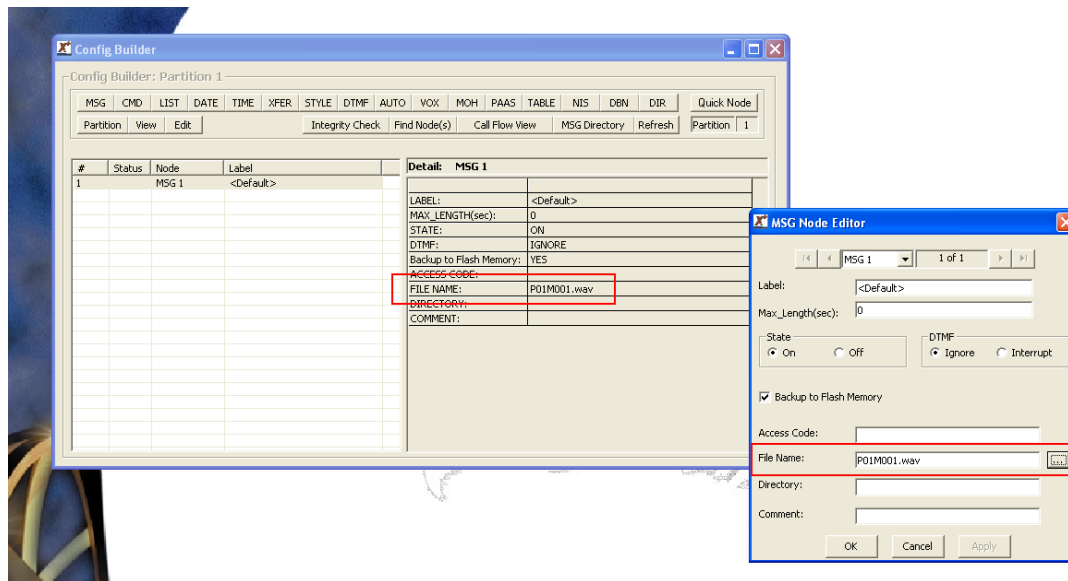 Config Builder
Config Builder: Partition 1
MSG CMD LIST DATE TIME XFER STYLE DTMF AUTO VOX MOH PAAS TABLE NIS DBN DIR Quick Node
Partition View Edit Integrity Check Find Node(s) Call Flow View MSG Directory Refresh Partition 1
# Status Node Label
1 MSG 1 <Default>
Detail: MSG 1
LABEL: <Default>
MAX_LENGTH(sec): 0
STATE: ON
DTMF: IGNORE
Backup to Flash Memory: YES
ACCESS CODE:
FILE NAME: P01M001.wav
DIRECTORY:
COMMENT:
MSG Node Editor
MSG 1 1 of 1
Label: <Default>
Max_Length(sec): 0
State DTMF
On Off Ignore Interrupt
Backup to Flash Memory
Access Code:
File Name: P01M001.wav ...
Directory:
Comment:
OK Cancel Apply